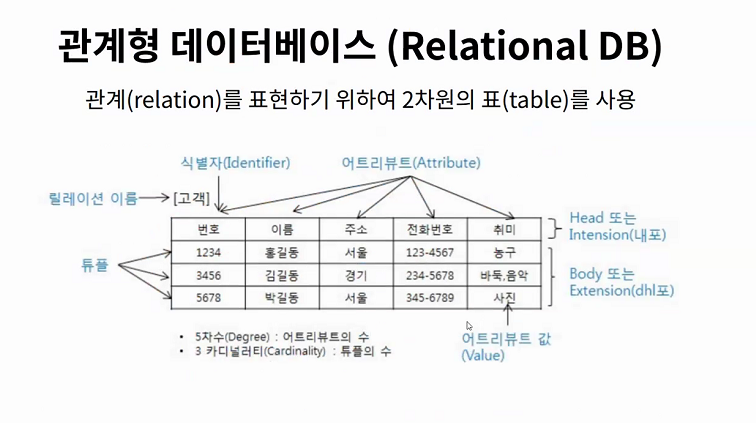 관계형 데이터베이스 (Relational DB)
관계(relation)를 표현하기 위하여 2차원의 표(table)를 사용
식별자(Identifier) 어트리뷰트(Attribute)
릴레이션 이름 [고객]
번호 이름 주소 전화번호 취미
1234 홍길동 서울 123-4567 농구
3456 김길동 경기 234-5678 바둑,음악
5678 박길동 서울 345-6789 사진
튜플
Head 또는
Intension(내포)
Body 또는
Extension(dhl포)
어트리뷰트 값
(Value)
• 5자수(Degree) : 어트리뷰트의 수
• 3 카디널러티(Cardinality) : 튜플의 수